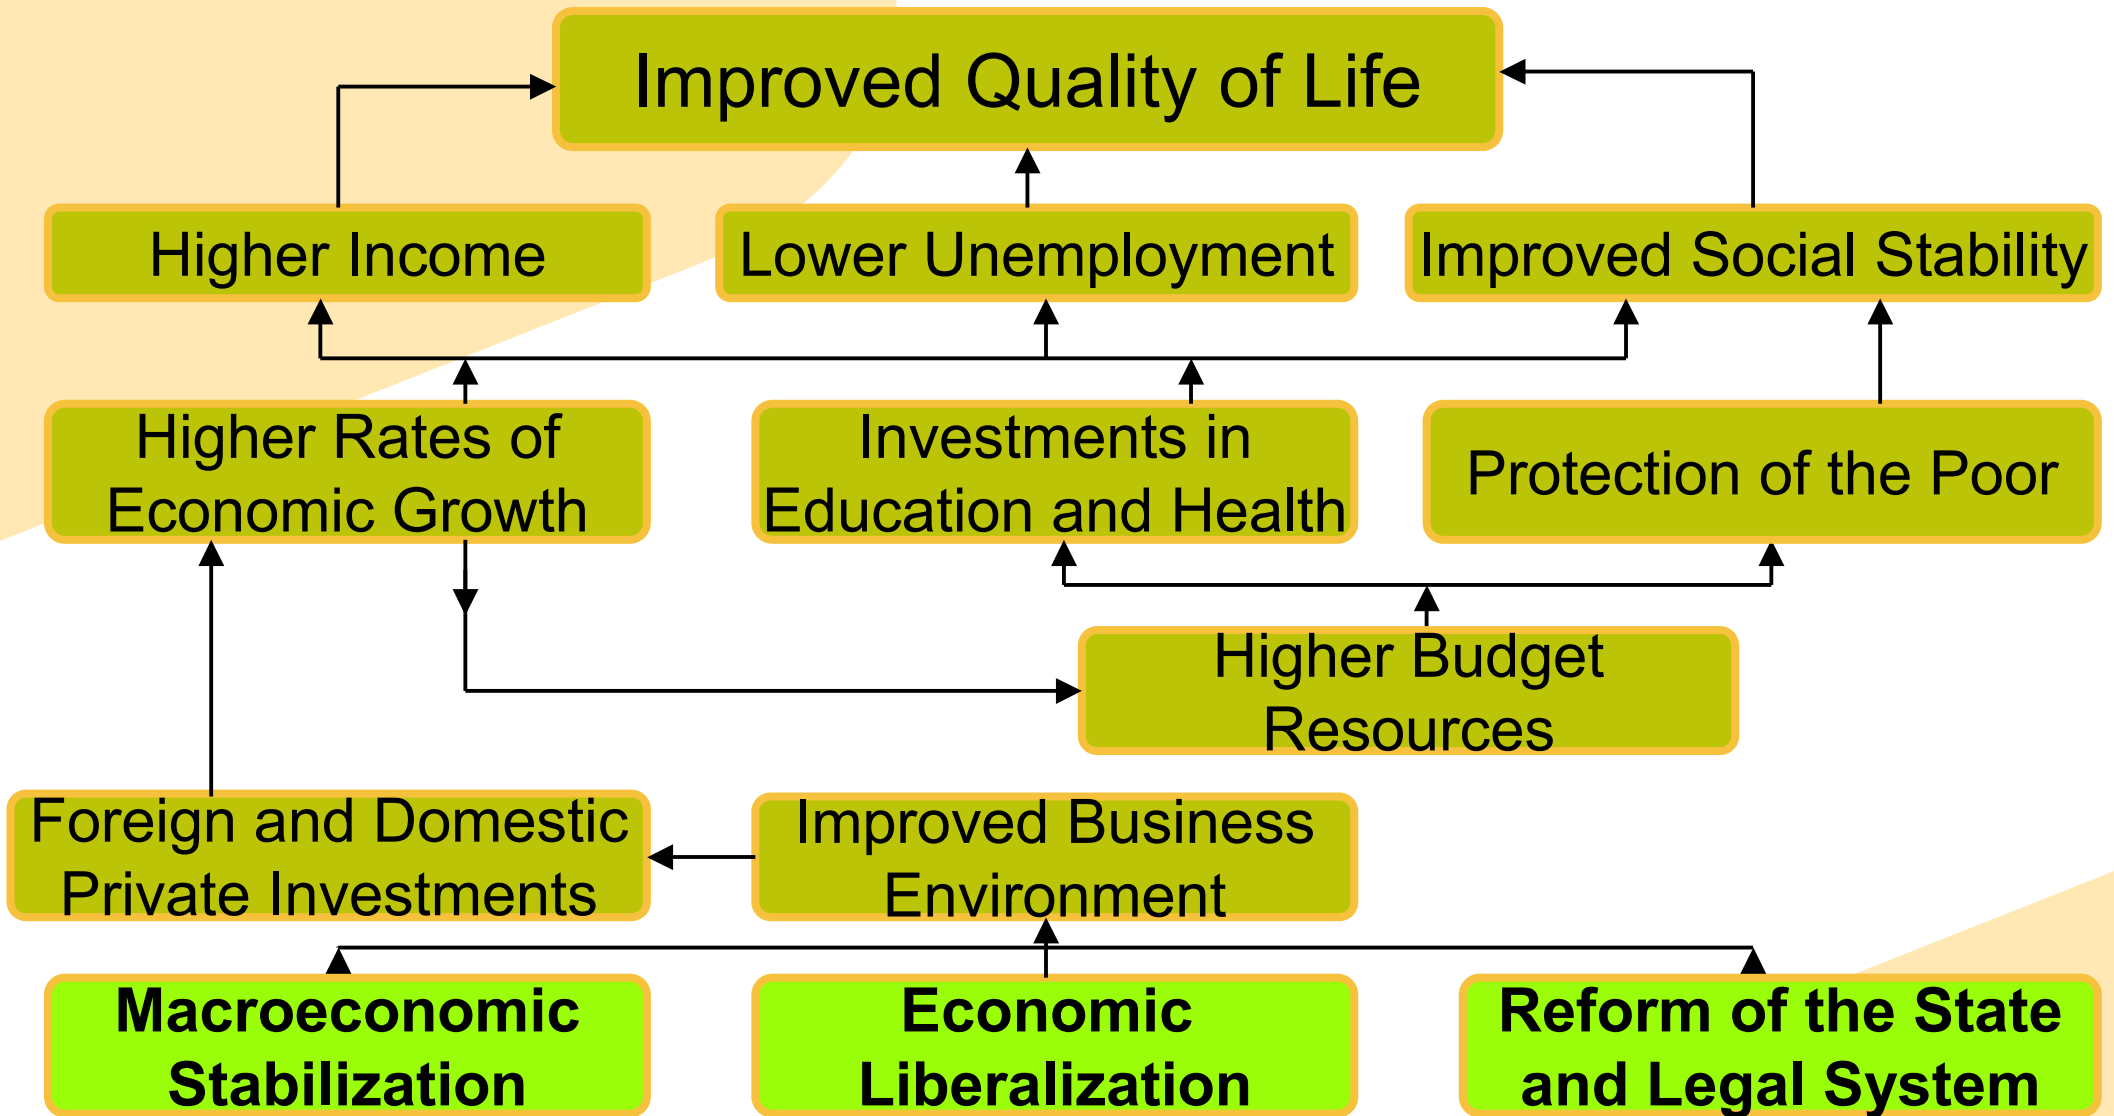 Improved Quality of Life
Higher Income
Lower Unemployment
Improved Social Stability
Higher Rates of
Economic Growth
Investments in
Education and Health
Protection of the Poor
Higher Budget
Resources
Foreign and Domestic
Private Investments
Improved Business
Environment
Macroeconomic
Stabilization
Economic
Liberalization
Reform of the State
and Legal System